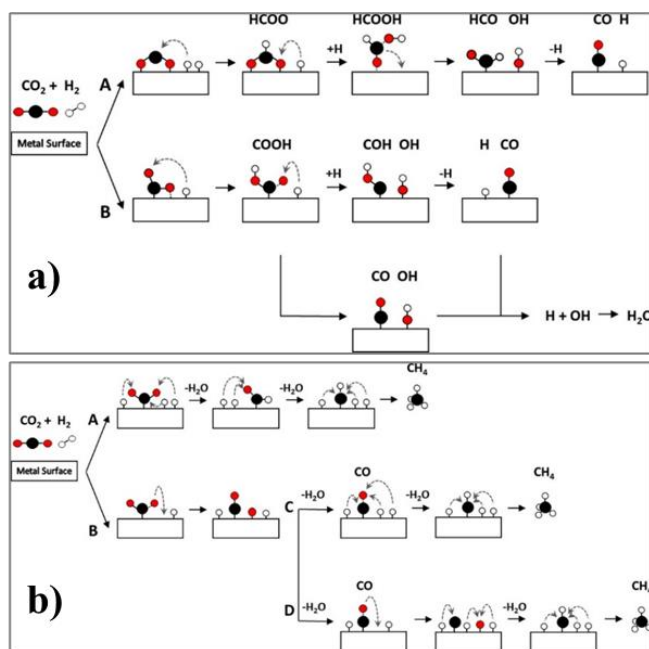 HCOO HCOOH HCO OH CO H
+H -H
CO2 + H2 A
Metal Surface
COOH COH OH H CO
+H -H
B
a)
CO OH
H + OH → H2O
CH4
-H2O -H2O
A
CO2 + H2
Metal Surface
CO CH4
-H2O -H2O
B C
b)
CO
D -H2O -H2O